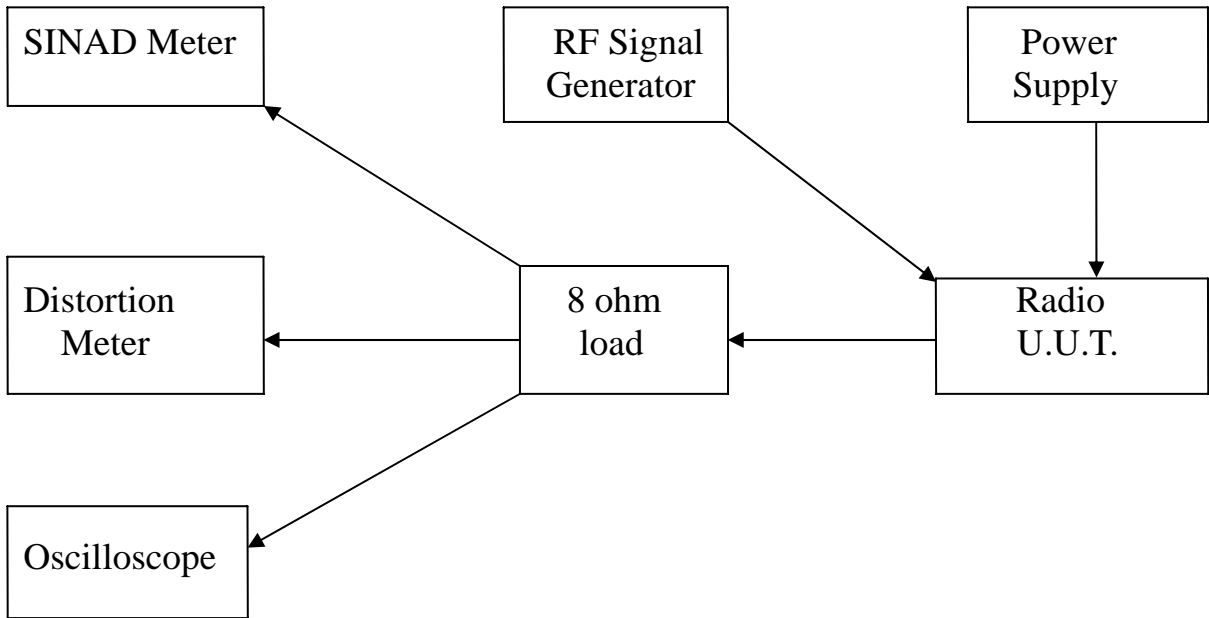 SINAD Meter
RF Signal
Generator
Power
Supply
Distortion
Meter
8 ohm
load
Radio
U.U.T.
Oscilloscope